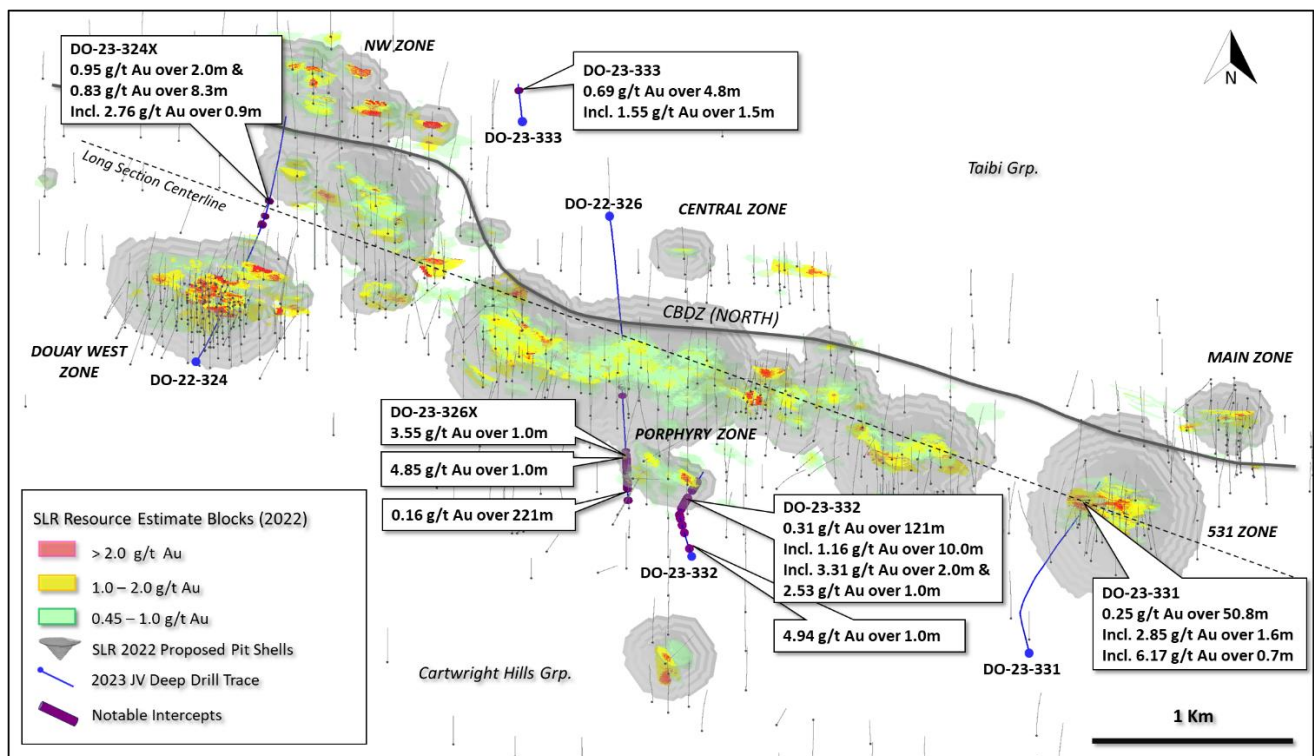 DO-23-324X
0.95 g/t Au over 2.0m &
0.83 g/t Au over 8.3m
Incl. 2.76 g/t Au over 0.9m
NW ZONE
DO-23-333
0.69 g/t Au over 4.8m
Incl. 1.55 g/t Au over 1.5m
DO-23-333
N
Taibi Grp.
Long Section Centerline
DO-22-326
CENTRAL ZONE
CBDZ (NORTH)
DOUAY WEST
ZONE
DO-22-324
MAIN ZONE
DO-23-326X
3.55 g/t Au over 1.0m
4.85 g/t Au over 1.0m
0.16 g/t Au over 221m
PORPHYRY ZONE
DO-23-332
0.31 g/t Au over 121m
Incl. 1.16 g/t Au over 10.0m
Incl. 3.31 g/t Au over 2.0m &
2.53 g/t Au over 1.0m
DO-23-332
4.94 g/t Au over 1.0m
531 ZONE
DO-23-331
0.25 g/t Au over 50.8m
Incl. 2.85 g/t Au over 1.6m
Incl. 6.17 g/t Au over 0.7m
DO-23-331
Cartwright Hills Grp.
SLR Resource Estimate Blocks (2022)
> 2.0 g/t Au
1.0 – 2.0 g/t Au
0.45 – 1.0 g/t Au
SLR 2022 Proposed Pit Shells
2023 JV Deep Drill Trace
Notable Intercepts
1 Km